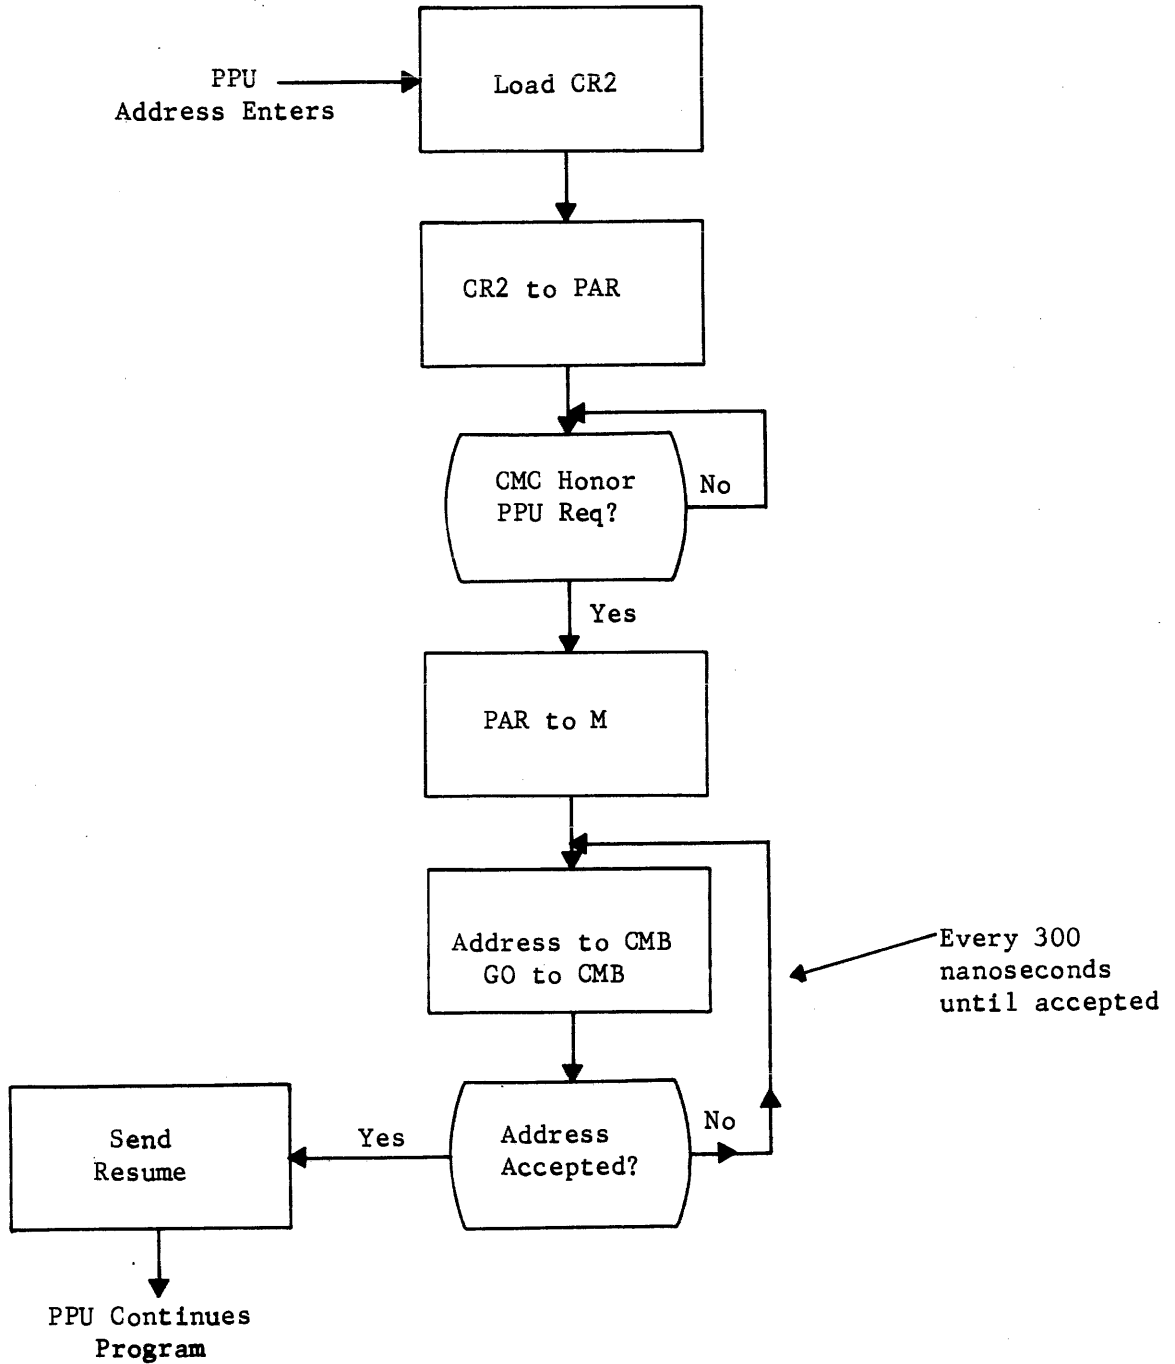 PPU
Address Enters
Load CR2
CR2 to PAR
CMC Honor
PPU Req?
No
Yes
PAR to M
Address to CMB
GO to CMB
Every 300
nanoseconds
until accepted
Address
Accepted?
No
Yes
Send
Resume
PPU Continues
Program